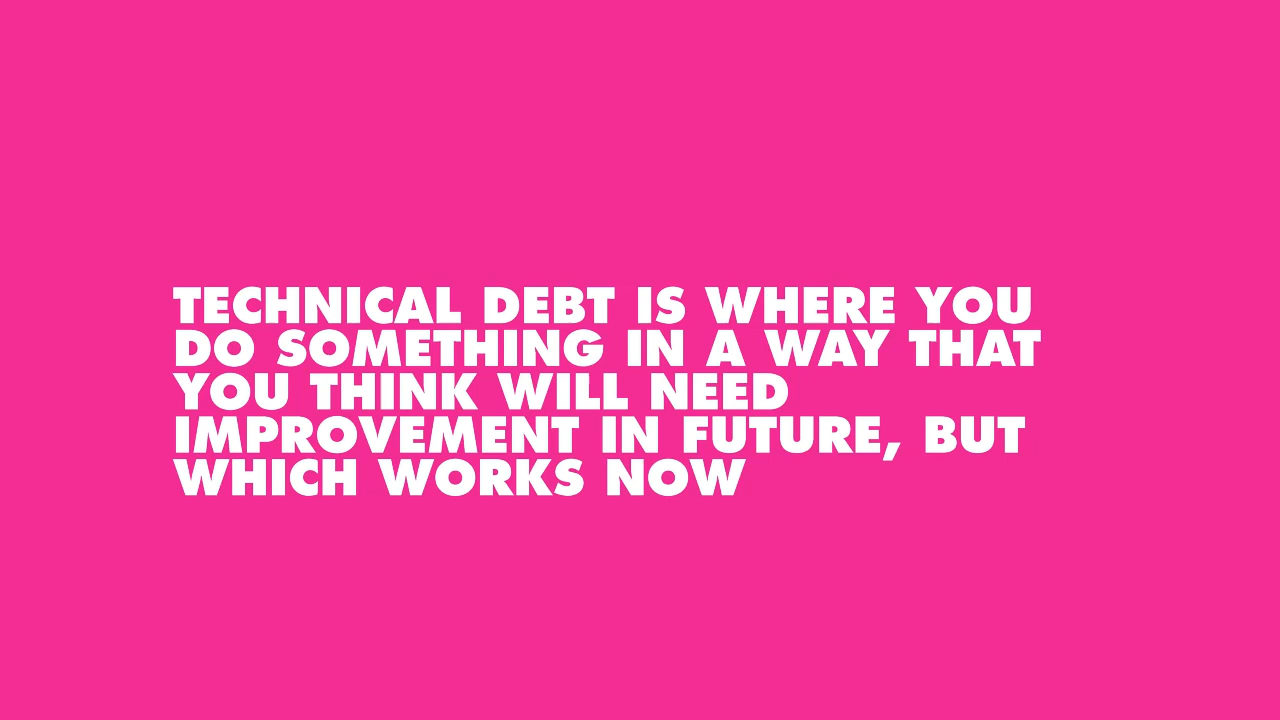 TECHNICAL DEBT IS WHERE YOU
DO SOMETHING IN A WAY THAT
YOU THINK WILL NEED
IMPROVEMENT IN FUTURE, BUT
WHICH WORKS NOW